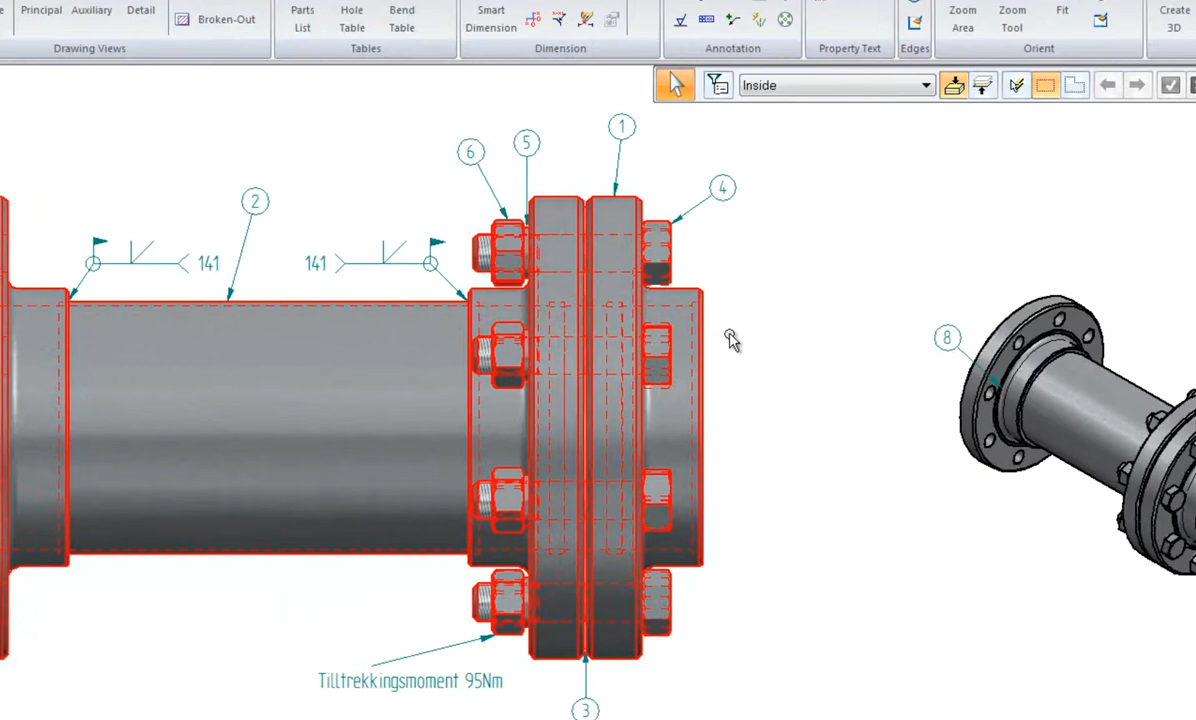 Principal Auxiliary Detail
Broken-Out
Drawing Views
Parts List
Hole Table
Bend Table
Tables
Smart Dimension
Dimension
Annotation
Property Text
Edges
Zoom Area
Zoom Tool
Fit
Orient
Create 3D
Inside
1
5
6
4
2
141
141
8
Tilltrekkingsmoment 95Nm
3